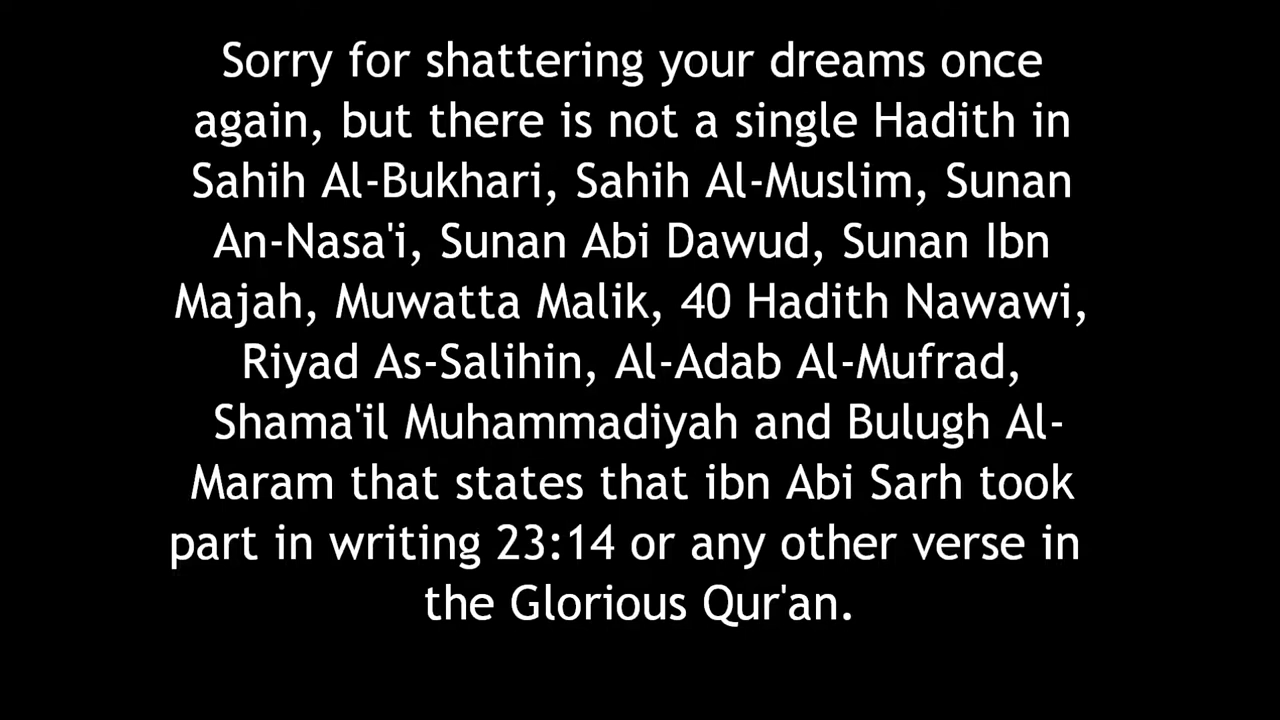 Sorry for shattering your dreams once
again, but there is not a single Hadith in
Sahih Al-Bukhari, Sahih Al-Muslim, Sunan
An-Nasa'i, Sunan Abi Dawud, Sunan Ibn
Majah, Muwatta Malik, 40 Hadith Nawawi,
Riyad As-Salihin, Al-Adab Al-Mufrad,
Shama'il Muhammadiyah and Bulugh Al-
Maram that states that ibn Abi Sarh took
part in writing 23:14 or any other verse in
the Glorious Qur'an.